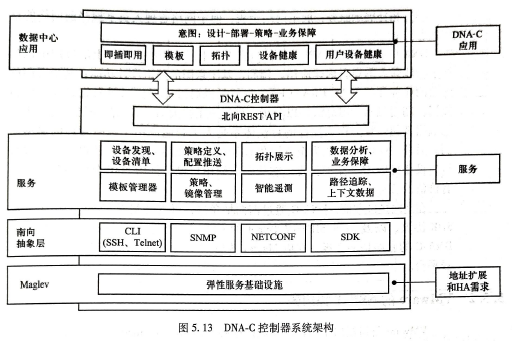 数据中心
应用
意图：设计-部署-策略-业务保障
即插即用
模板
拓扑
设备健康
用户设备健康
DNA-C
应用
DNA-C控制器
北向REST API
服务
设备发现、
设备清单
策略定义、
配置推送
拓扑展示
数据分析、
业务保障
模板管理器
策略、
镜像管理
智能遥测
路径追踪、
上下文数据
服务
南向
抽象层
CLI
(SSH、Telnet)
SNMP
NETCONF
SDK
Maglev
弹性服务基础设施
地址扩展
和HA需求
图 5.13 DNA-C 控制器系统架构